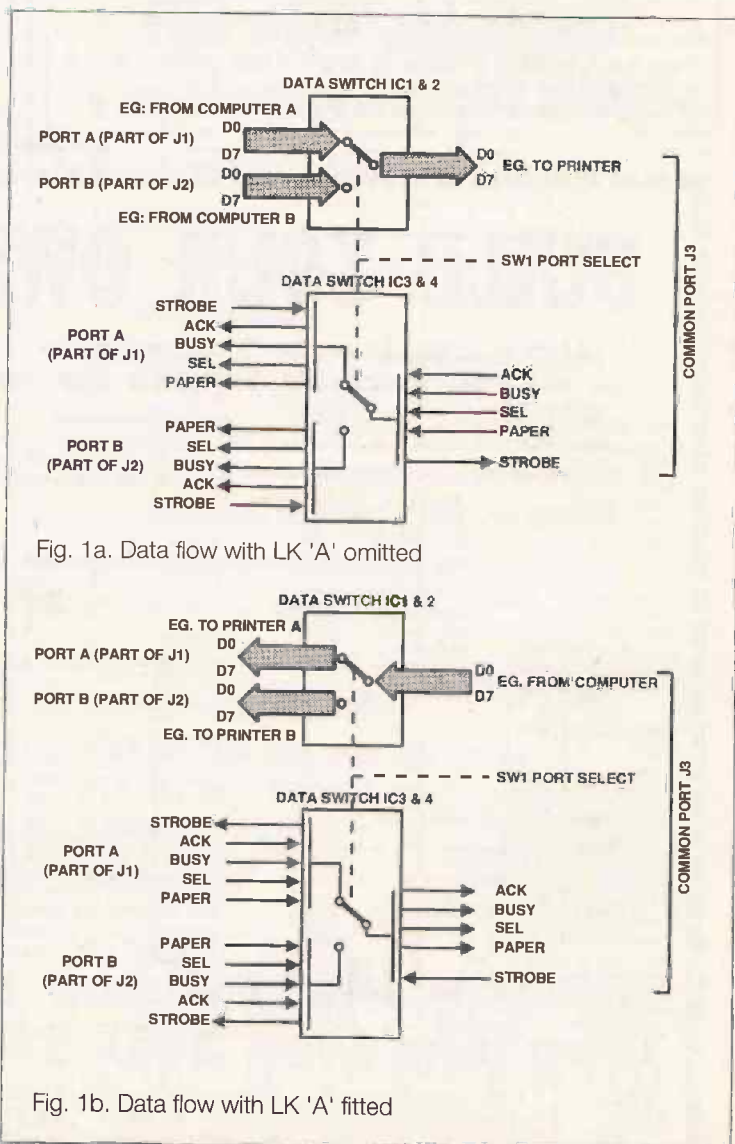 DATA SWITCH IC1 & 2
EG: FROM COMPUTER A
PORT A (PART OF J1)
D0
D7
PORT B (PART OF J2)
D0
D7
EG: FROM COMPUTER B
D0
D7
EG. TO PRINTER
SW1 PORT SELECT
COMMON PORT J3
DATA SWITCH IC3 & 4
PORT A
(PART OF J1)
STROBE
ACK
BUSY
SEL
PAPER
PORT B
(PART OF J2)
PAPER
SEL
BUSY
ACK
STROBE
ACK
BUSY
SEL
PAPER
STROBE
Fig. 1a. Data flow with LK 'A' omitted
DATA SWITCH IC1 & 2
EG. TO PRINTER A
PORT A (PART OF J1)
D0
D7
PORT B (PART OF J2)
D0
D7
EG. TO PRINTER B
D0
D7
EG. FROM COMPUTER
SW1 PORT SELECT
COMMON PORT J3
DATA SWITCH IC3 & 4
PORT A
(PART OF J1)
STROBE
ACK
BUSY
SEL
PAPER
PORT B
(PART OF J2)
PAPER
SEL
BUSY
ACK
STROBE
ACK
BUSY
SEL
PAPER
STROBE
Fig. 1b. Data flow with LK 'A' fitted